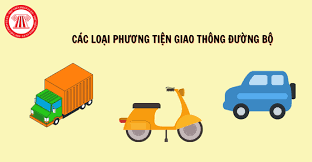 CÁC LOẠI PHƯƠNG TIỆN GIAO THÔNG ĐƯỜNG BỘ